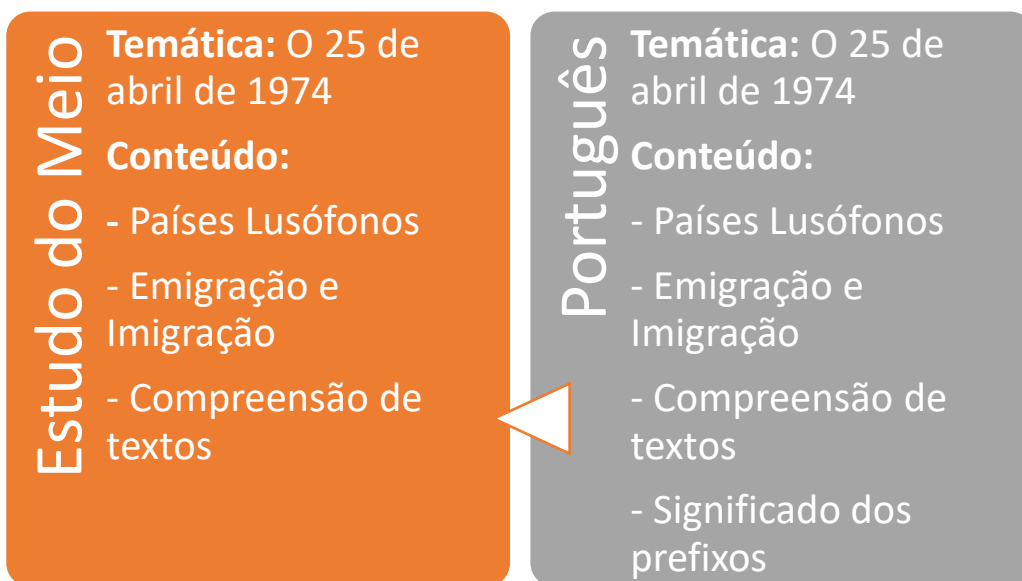 Estudo do Meio
Temática: O 25 de
abril de 1974
Conteúdo:
- Países Lusófonos
- Emigração e
Imigração
- Compreensão de
textos
Português
Temática: O 25 de
abril de 1974
Conteúdo:
- Países Lusófonos
- Emigração e
Imigração
- Compreensão de
textos
- Significado dos
prefixos